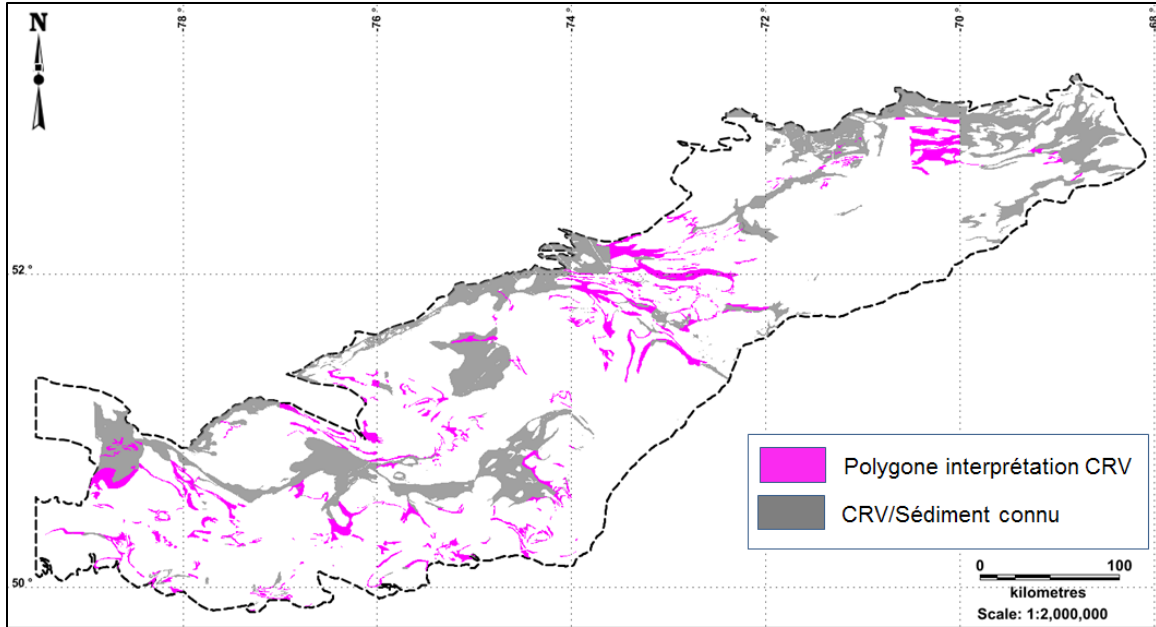 N
-78
-76
-74
-72
-70
-68
52°
50°
Polygone interprétation CRV
CRV/Sédiment connu
0 100
kilometres
Scale: 1:2,000,000